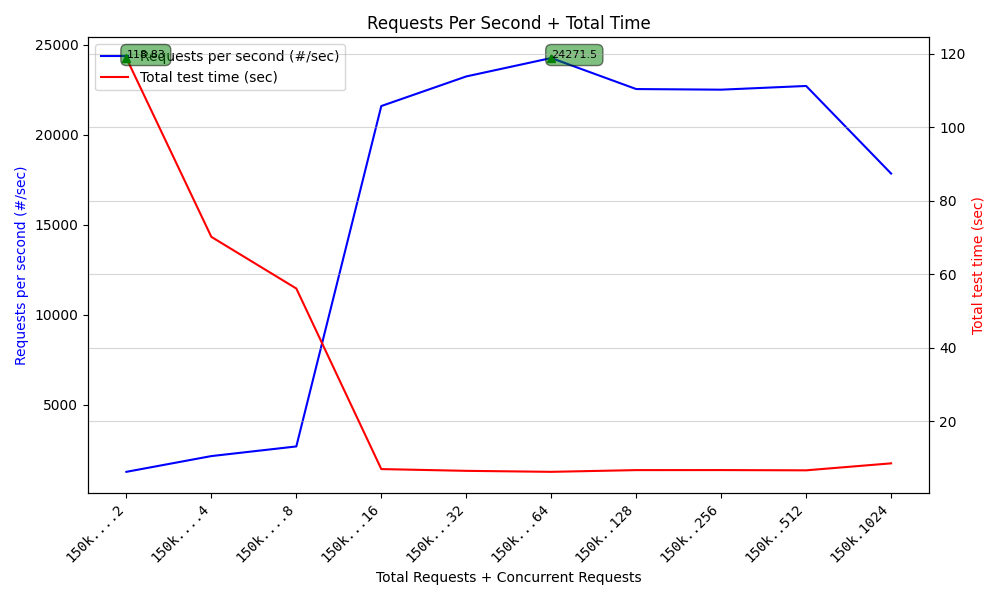 Requests Per Second + Total Time
Requests per second (#/sec)
Total test time (sec)
118.83
24271.5
25000
20000
15000
10000
5000
Requests per second (#/sec)
120
100
80
60
40
20
Total test time (sec)
150k....2
150k....4
150k....8
150k...16
150k...32
150k...64
150k..128
150k..256
150k..512
150k.1024
Total Requests + Concurrent Requests